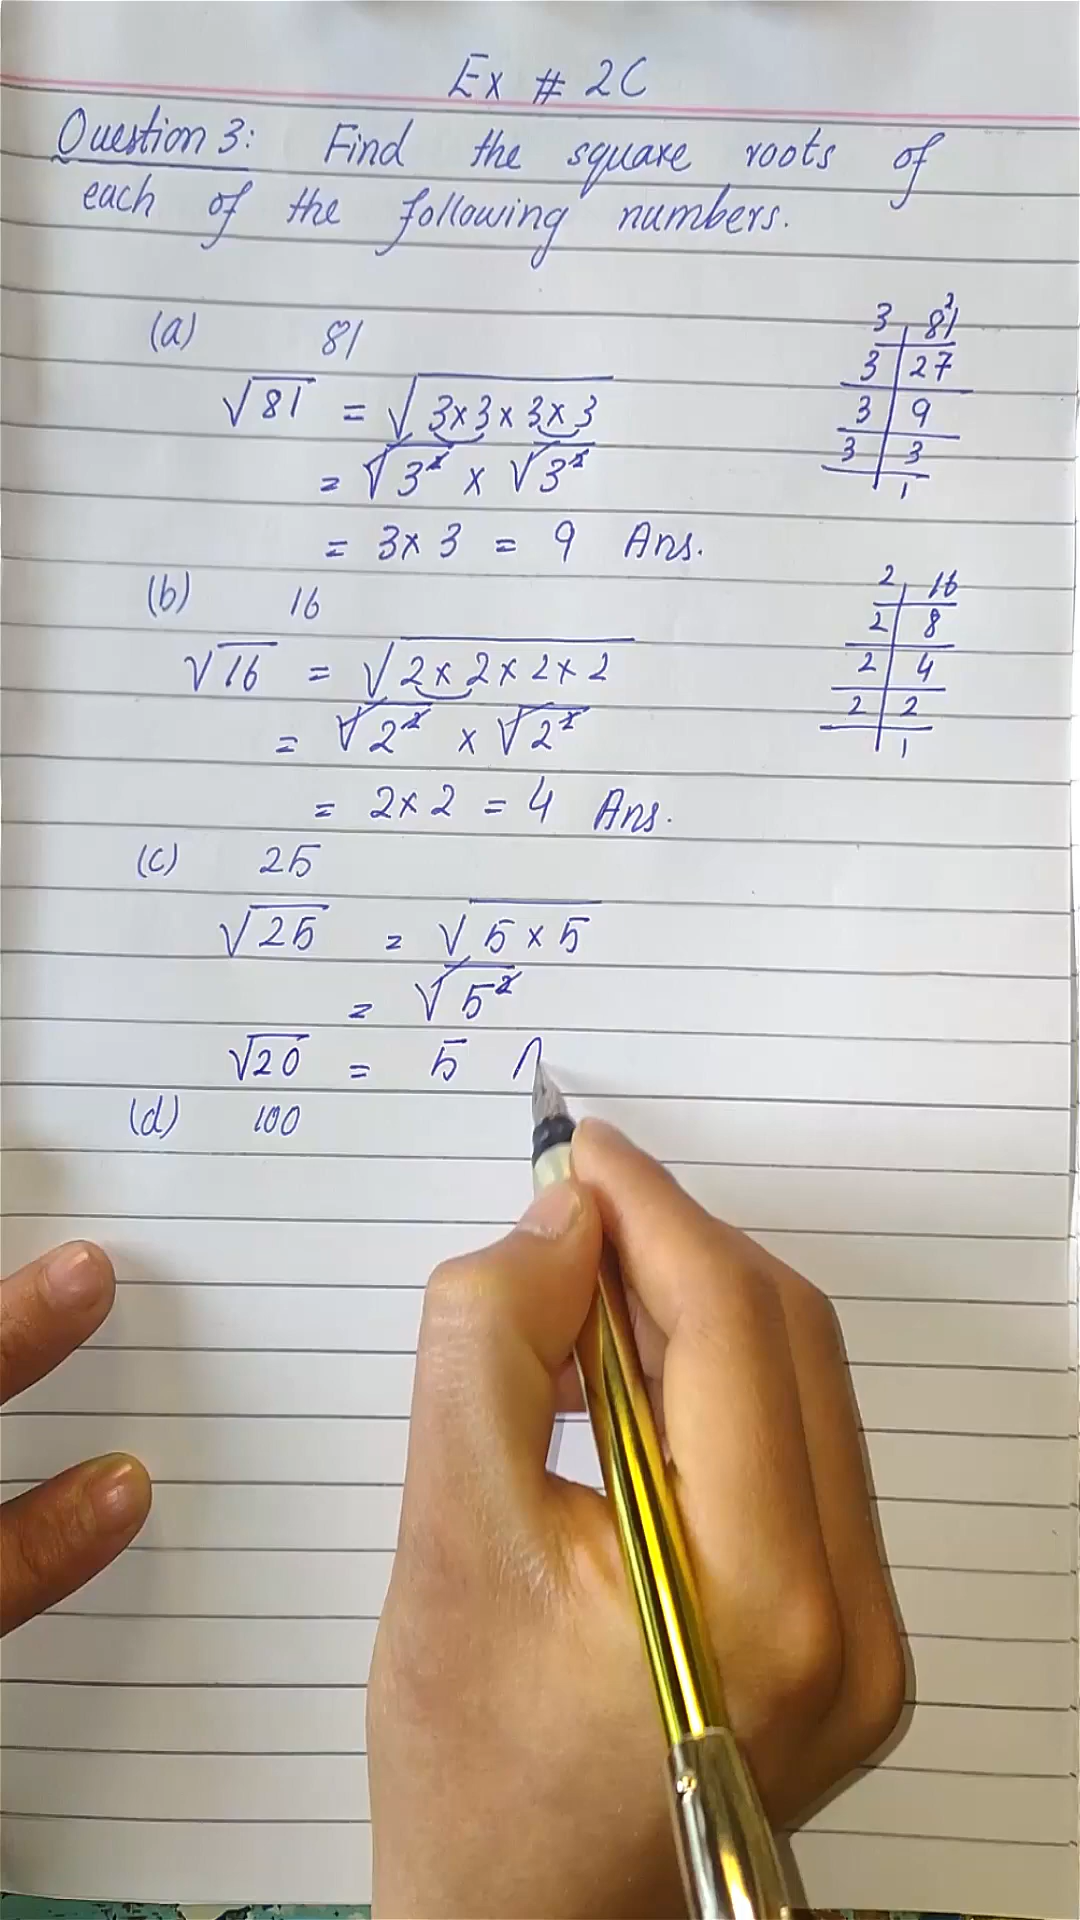 Ex # 2C
Question 3: Find the square roots of
each of the following numbers.
(a) 81
√81 = √3×3×3×3
= √3² × √3²
= 3×3 = 9 Ans.
3 | 81
3 | 27
3 | 9
3 | 3
1
(b) 16
√16 = √2×2×2×2
= √2² × √2²
= 2×2 = 4 Ans.
2 | 16
2 | 8
2 | 4
2 | 2
1
(c) 25
√25 = √5×5
= √5²
√20 = 5
(d) 100